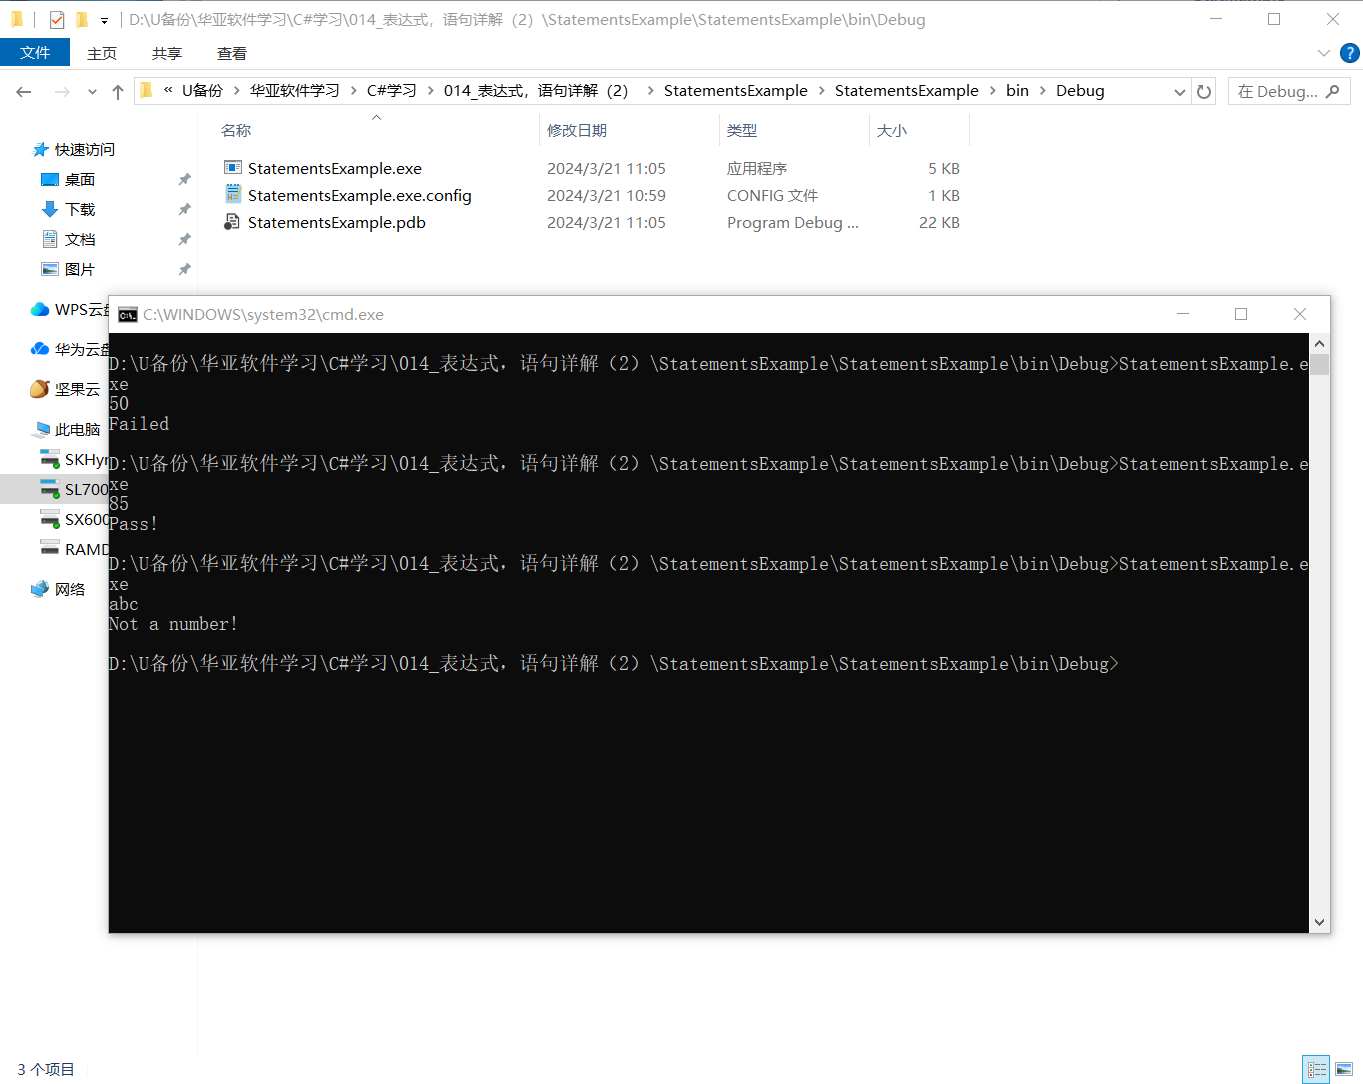 D:\U备份\华亚软件学习\C#学习\014_表达式，语句详解（2）\StatementsExample\StatementsExample\bin\Debug
文件 主页 共享 查看
« U备份 › 华亚软件学习 › C#学习 › 014_表达式，语句详解（2） › StatementsExample › StatementsExample › bin › Debug
在 Debug...
名称 修改日期 类型 大小
快速访问
桌面
下载
文档
图片
WPS云盘
华为云盘
坚果云
此电脑
SKHyn
SL700
SX600
RAMD
网络
StatementsExample.exe 2024/3/21 11:05 应用程序 5 KB
StatementsExample.exe.config 2024/3/21 10:59 CONFIG 文件 1 KB
StatementsExample.pdb 2024/3/21 11:05 Program Debug ... 22 KB
C:\WINDOWS\system32\cmd.exe
D:\U备份\华亚软件学习\C#学习\014_表达式，语句详解（2）\StatementsExample\StatementsExample\bin\Debug>StatementsExample.e
xe
50
Failed
D:\U备份\华亚软件学习\C#学习\014_表达式，语句详解（2）\StatementsExample\StatementsExample\bin\Debug>StatementsExample.e
xe
85
Pass!
D:\U备份\华亚软件学习\C#学习\014_表达式，语句详解（2）\StatementsExample\StatementsExample\bin\Debug>StatementsExample.e
xe
abc
Not a number!
D:\U备份\华亚软件学习\C#学习\014_表达式，语句详解（2）\StatementsExample\StatementsExample\bin\Debug>
3 个项目